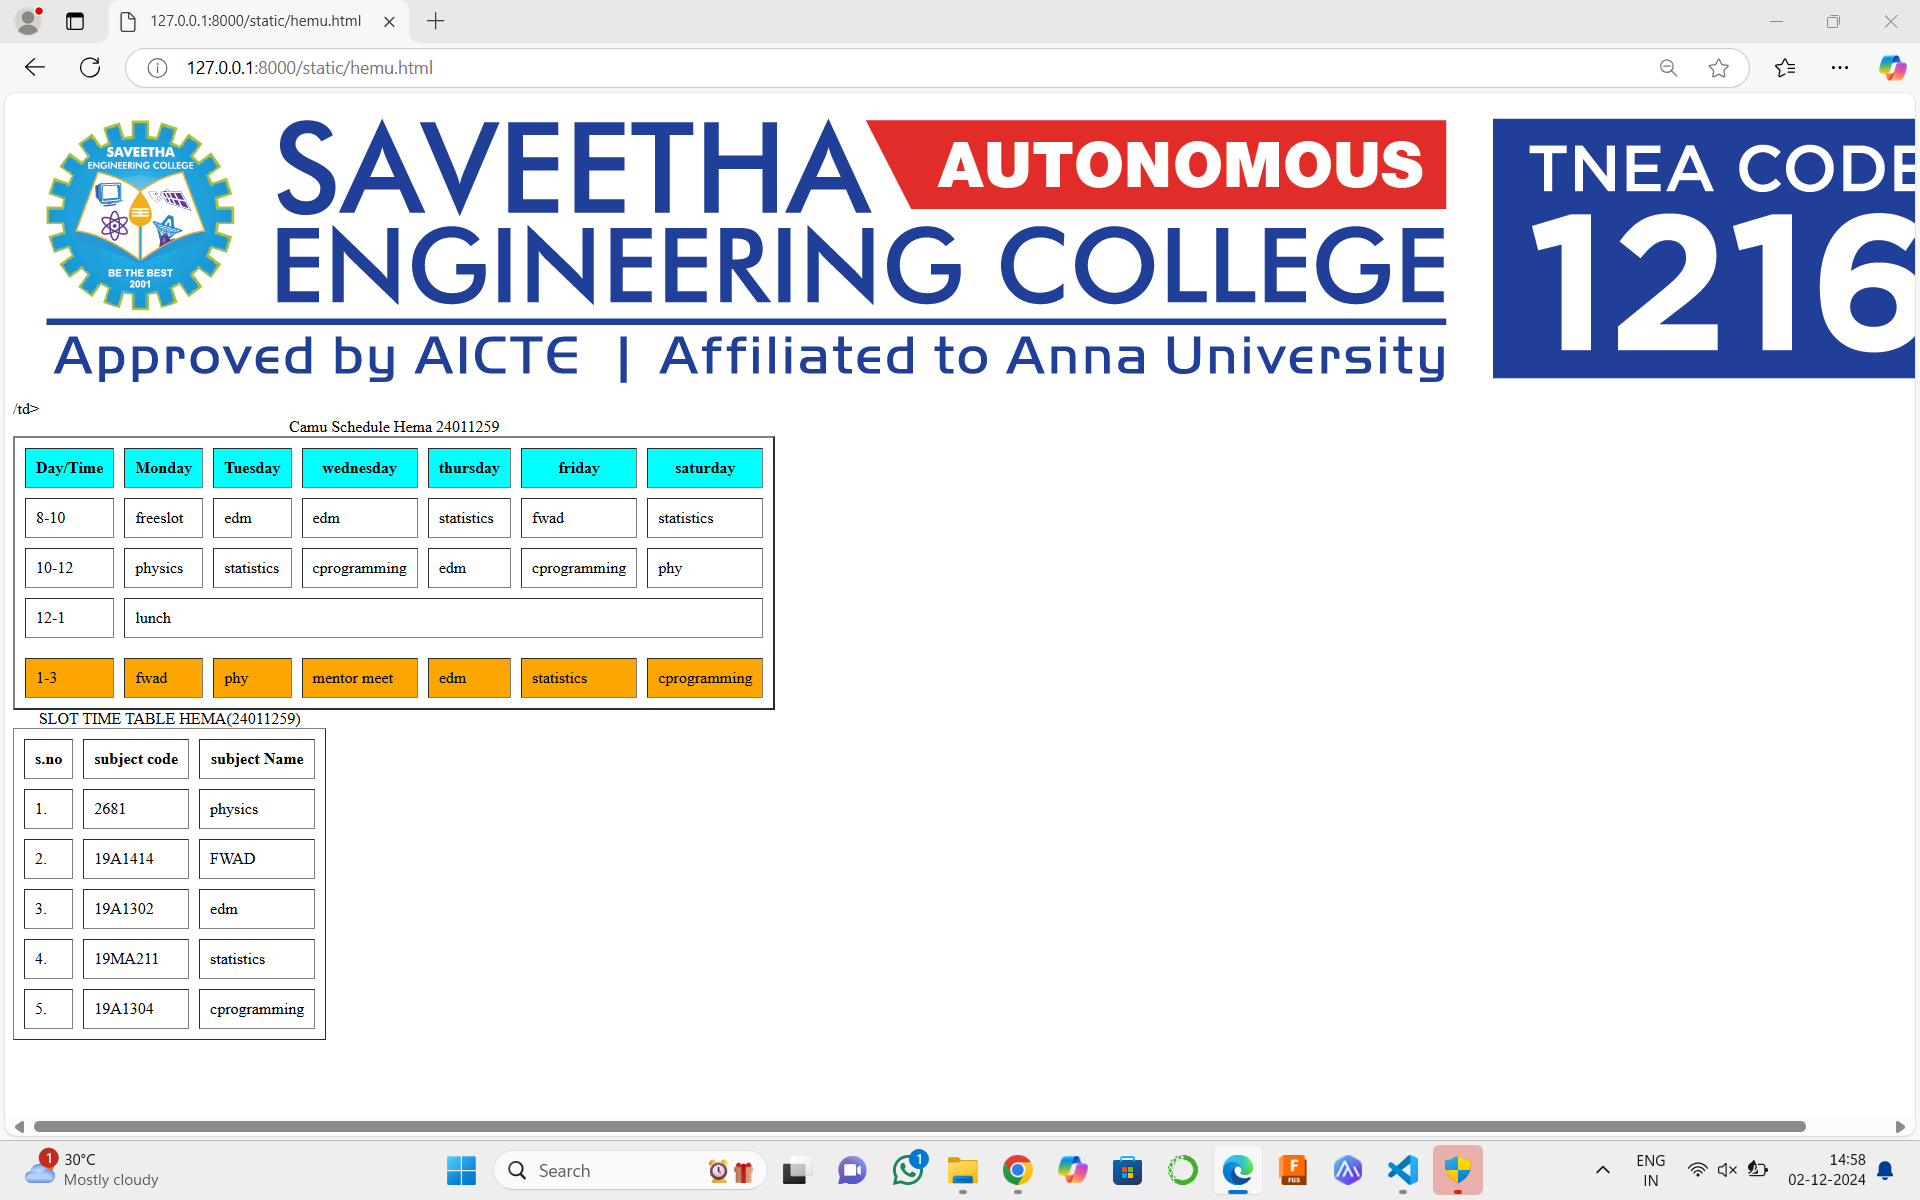 127.0.0.1:8000/static/hemu.html
127.0.0.1:8000/static/hemu.html
SAVEETHA
ENGINEERING COLLEGE
BE THE BEST
2001
SAVEETHA AUTONOMOUS
ENGINEERING COLLEGE
Approved by AICTE | Affiliated to Anna University
TNEA CODE
1216
/td>
Camu Schedule Hema 24011259
Day/Time Monday Tuesday wednesday thursday friday saturday
8-10 freeslot edm edm statistics fwad statistics
10-12 physics statistics cprogramming edm cprogramming phy
12-1 lunch
1-3 fwad phy mentor meet edm statistics cprogramming
SLOT TIME TABLE HEMA(24011259)
s.no subject code subject Name
1. 2681 physics
2. 19A1414 FWAD
3. 19A1302 edm
4. 19MA211 statistics
5. 19A1304 cprogramming
1
30°C
Mostly cloudy
Search
1
F
FUS
ENG
IN
14:58
02-12-2024